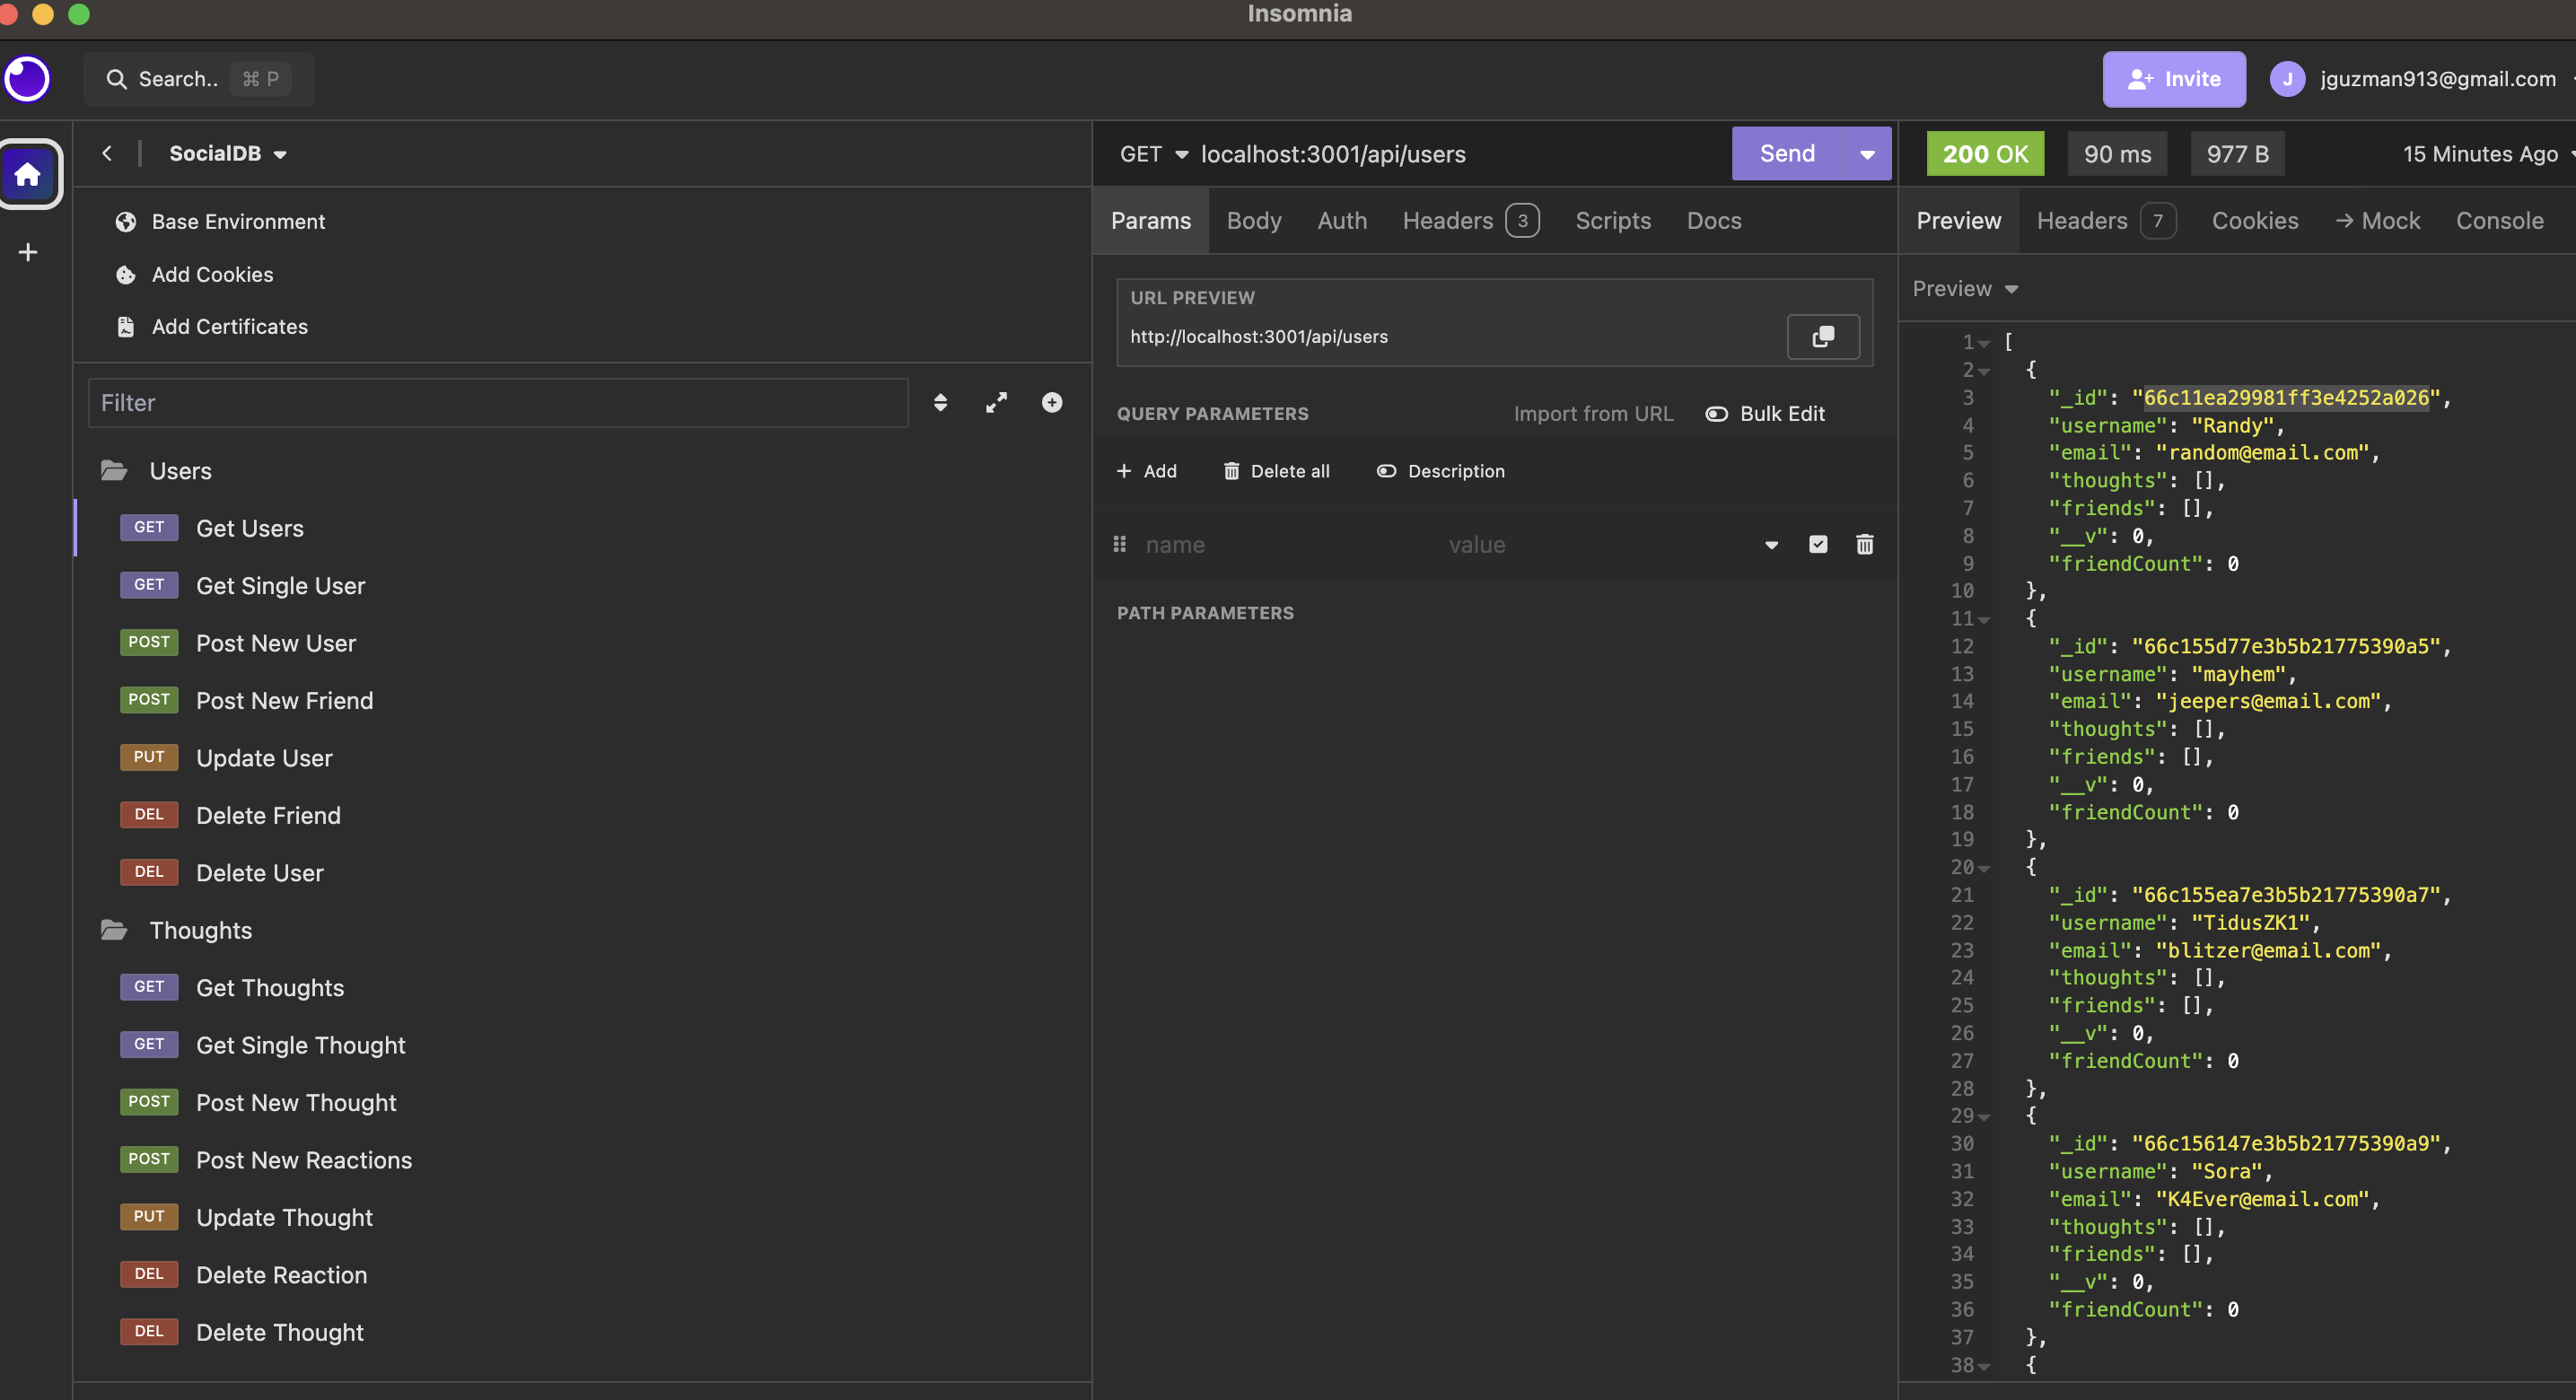 Insomnia
Search.. ⌘ P
Invite
J
jguzman913@gmail.com
SocialDB
Base Environment
Add Cookies
Add Certificates
Filter
Users
GET Get Users
GET Get Single User
POST Post New User
POST Post New Friend
PUT Update User
DEL Delete Friend
DEL Delete User
Thoughts
GET Get Thoughts
GET Get Single Thought
POST Post New Thought
POST Post New Reactions
PUT Update Thought
DEL Delete Reaction
DEL Delete Thought
GET localhost:3001/api/users
Send
Params Body Auth Headers 3 Scripts Docs
URL PREVIEW
http://localhost:3001/api/users
QUERY PARAMETERS Import from URL Bulk Edit
Add Delete all Description
name value
PATH PARAMETERS
200 OK 90 ms 977 B 15 Minutes Ago
Preview Headers 7 Cookies → Mock Console
Preview
1 [
2 {
3 "_id": "66c11ea29981ff3e4252a026",
4 "username": "Randy",
5 "email": "random@email.com",
6 "thoughts": [],
7 "friends": [],
8 "__v": 0,
9 "friendCount": 0
10 },
11 {
12 "_id": "66c155d77e3b5b21775390a5",
13 "username": "mayhem",
14 "email": "jeepers@email.com",
15 "thoughts": [],
16 "friends": [],
17 "__v": 0,
18 "friendCount": 0
19 },
20 {
21 "_id": "66c155ea7e3b5b21775390a7",
22 "username": "TidusZK1",
23 "email": "blitzer@email.com",
24 "thoughts": [],
25 "friends": [],
26 "__v": 0,
27 "friendCount": 0
28 },
29 {
30 "_id": "66c156147e3b5b21775390a9",
31 "username": "Sora",
32 "email": "K4Ever@email.com",
33 "thoughts": [],
34 "friends": [],
35 "__v": 0,
36 "friendCount": 0
37 },
38 {